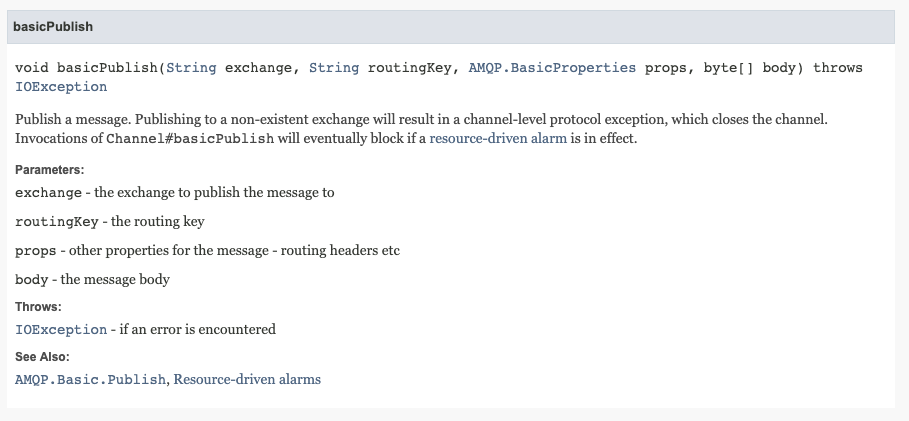 basicPublish
void basicPublish(String exchange, String routingKey, AMQP.BasicProperties props, byte[] body) throws
IOException
Publish a message. Publishing to a non-existent exchange will result in a channel-level protocol exception, which closes the channel.
Invocations of Channel#basicPublish will eventually block if a resource-driven alarm is in effect.
Parameters:
exchange - the exchange to publish the message to
routingKey - the routing key
props - other properties for the message - routing headers etc
body - the message body
Throws:
IOException - if an error is encountered
See Also:
AMQP.Basic.Publish, Resource-driven alarms